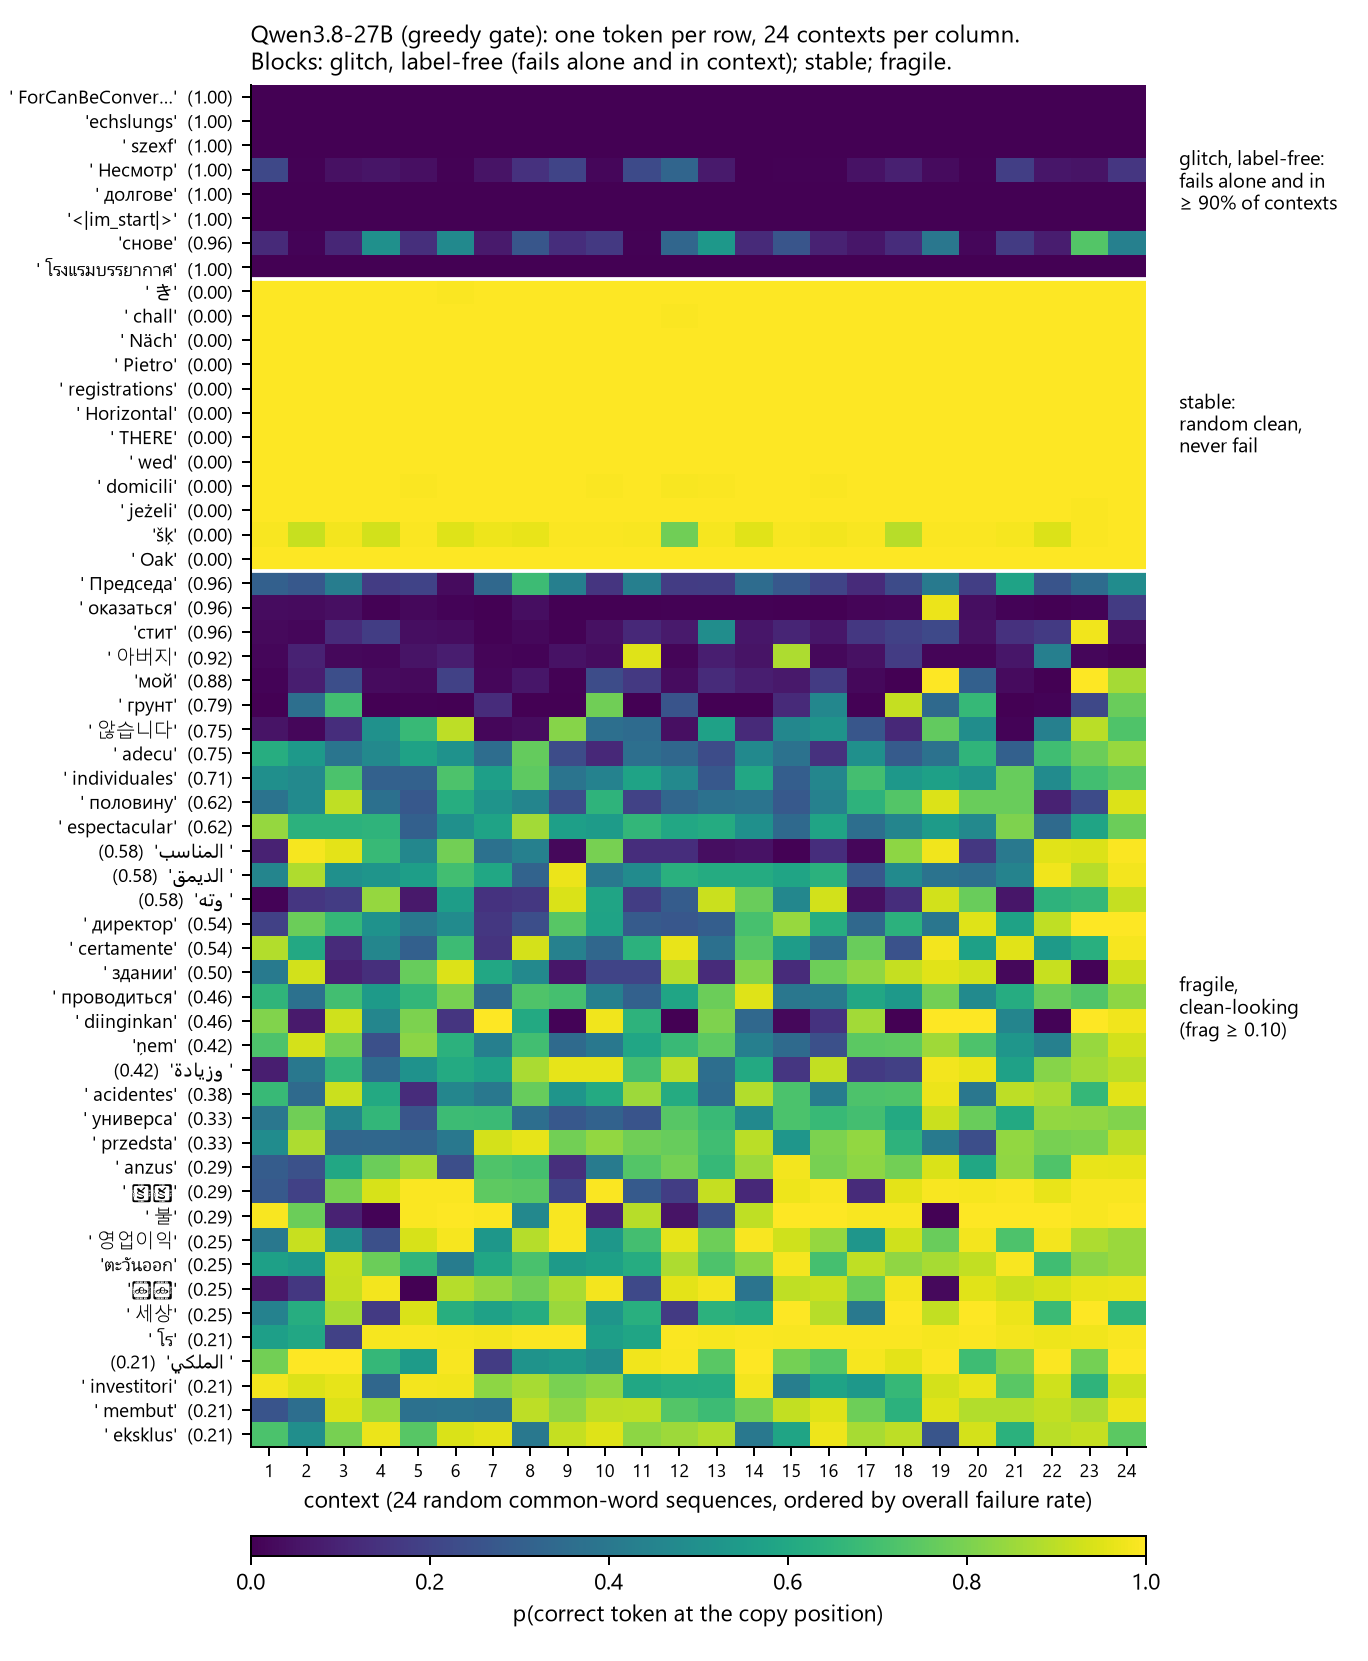 Qwen3.8-27B (greedy gate): one token per row, 24 contexts per column.
Blocks: glitch, label-free (fails alone and in context); stable; fragile.
' ForCanBeConver...' (1.00)
'echslungs' (1.00)
' szexf' (1.00)
' Несмотр' (1.00)
' долгове' (1.00)
'<|im_start|>' (1.00)
'снове' (0.96)
' โรงแรมบรรยากาศ' (1.00)
glitch, label-free:
fails alone and in
≥ 90% of contexts
' き' (0.00)
' chall' (0.00)
' Näch' (0.00)
' Pietro' (0.00)
' registrations' (0.00)
' Horizontal' (0.00)
' THERE' (0.00)
' wed' (0.00)
' domicili' (0.00)
' jeżeli' (0.00)
'šķ' (0.00)
' Oak' (0.00)
stable:
random clean,
never fail
' Председа' (0.96)
' оказаться' (0.96)
'стит' (0.96)
' 아버지' (0.92)
'мой' (0.88)
' грунт' (0.79)
' 않습니다' (0.75)
' adecu' (0.75)
' individuales' (0.71)
' половину' (0.62)
' espectacular' (0.62)
' المناسب' (0.58)
' الديمق' (0.58)
' وته' (0.58)
' директор' (0.54)
' certamente' (0.54)
' здании' (0.50)
' проводиться' (0.46)
' diinginkan' (0.46)
'ņem' (0.42)
' وزيادة' (0.42)
' acidentes' (0.38)
' универса' (0.33)
' przedsta' (0.33)
' anzus' (0.29)
(0.29)
' 불' (0.29)
' 영업이익' (0.25)
'ตะวันออก' (0.25)
(0.25)
' 세상' (0.25)
' โร' (0.21)
' الملكي' (0.21)
' investitori' (0.21)
' membut' (0.21)
' eksklus' (0.21)
fragile,
clean-looking
(frag ≥ 0.10)
1 2 3 4 5 6 7 8 9 10 11 12 13 14 15 16 17 18 19 20 21 22 23 24
context (24 random common-word sequences, ordered by overall failure rate)
0.0 0.2 0.4 0.6 0.8 1.0
p(correct token at the copy position)